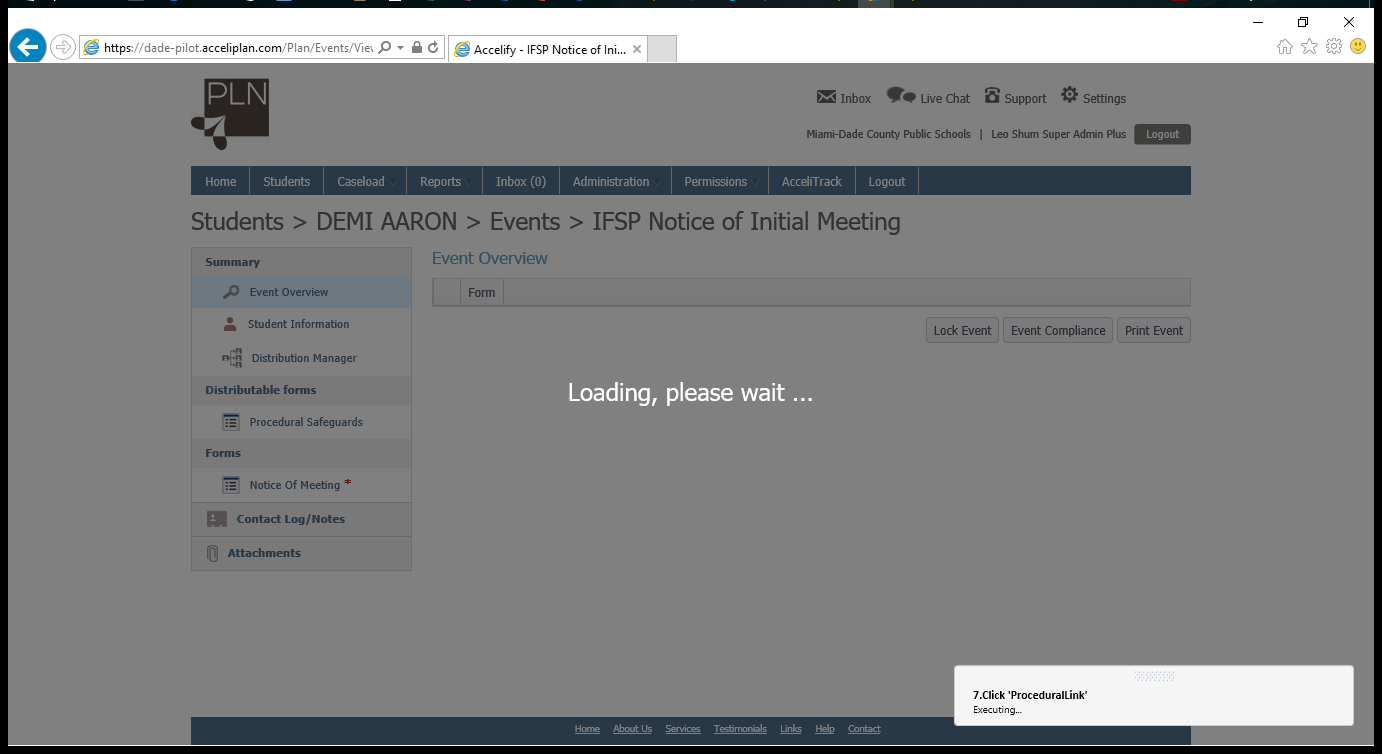 https://dade-pilot.acceliplan.com/Plan/Events/Viev
Accelify - IFSP Notice of Ini...
PLN
Inbox
Live Chat
Support
Settings
Miami-Dade County Public Schools | Leo Shum Super Admin Plus
Logout
Home
Students
Caseload
Reports
Inbox (0)
Administration
Permissions
AcceliTrack
Logout
Students > DEMI AARON > Events > IFSP Notice of Initial Meeting
Summary
Event Overview
Student Information
Distribution Manager
Distributable forms
Procedural Safeguards
Forms
Notice Of Meeting *
Contact Log/Notes
Attachments
Event Overview
Form
Lock Event
Event Compliance
Print Event
Loading, please wait ...
7.Click 'ProceduralLink'
Executing...
Home
About Us
Services
Testimonials
Links
Help
Contact